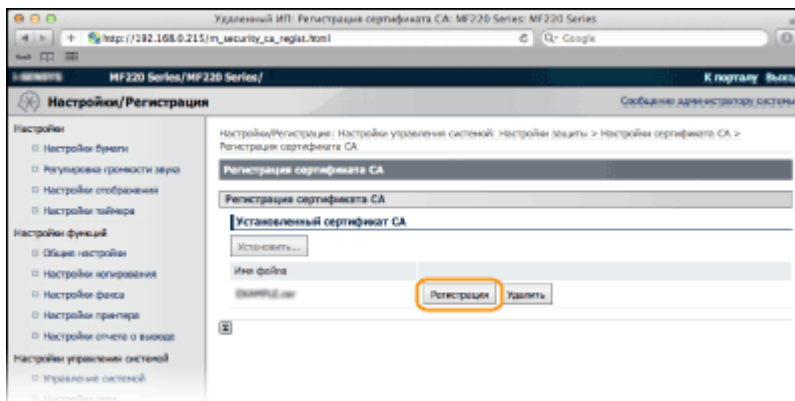 Удаленный ИП: Регистрация сертификата CA: MF220 Series: MF220 Series
http://192.168.0.215/m_security_ca_regist.html
Google
MF220 Series/MF220 Series/
К порталу
Настройки/Регистрация
Сообщение администратору системы
Настройки
Настройки бумаги
Регулировка громкости звука
Настройки отображения
Настройки таймера
Настройки функций
Общие настройки
Настройки копирования
Настройки факса
Настройки принтера
Настройки отчета о выводе
Настройки управления системой
Управление системой
Настройки/Регистрация: Настройки управления системой: Настройки защиты > Настройки сертификата CA >
Регистрация сертификата CA
Регистрация сертификата CA
Регистрация сертификата CA
Установленный сертификат CA
Установить...
Имя файла
EXAMPLE.cer
Регистрация
Удалить